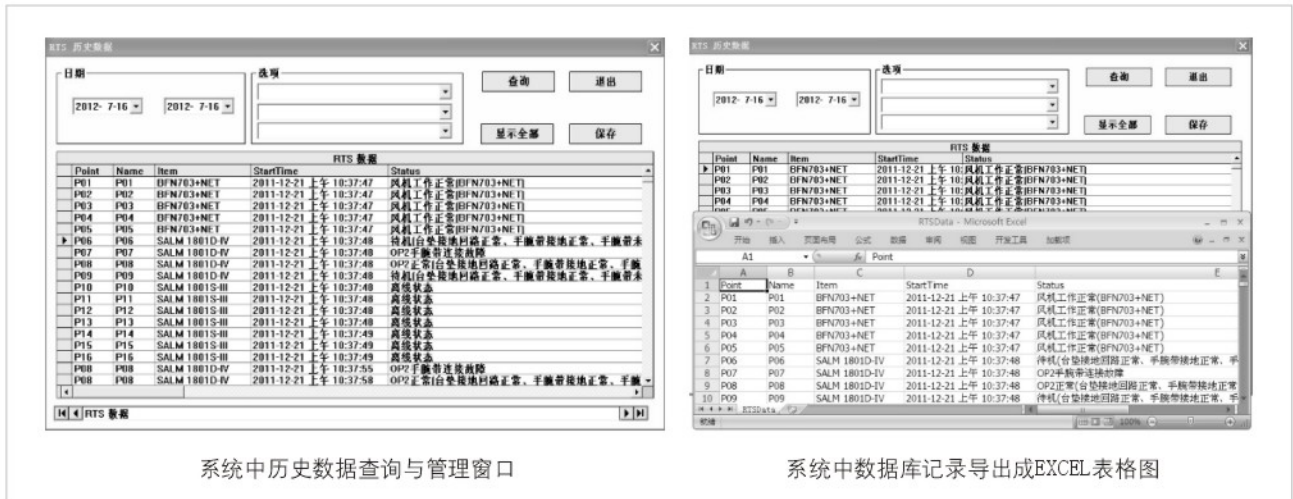 RTS 历史数据
日期
选项
2012- 7-16
2012- 7-16
查询
退出
显示全部
保存
RTS 数据
Point Name Item StartTime Status
P01 P01 BFN703+NET 2011-12-21 上午 10:37:47 风机工作正常(BFN703+NET)
P02 P02 BFN703+NET 2011-12-21 上午 10:37:47 风机工作正常(BFN703+NET)
P03 P03 BFN703+NET 2011-12-21 上午 10:37:47 风机工作正常(BFN703+NET)
P04 P04 BFN703+NET 2011-12-21 上午 10:37:47 风机工作正常(BFN703+NET)
P05 P05 BFN703+NET 2011-12-21 上午 10:37:47 风机工作正常(BFN703+NET)
P06 P06 SALM 1801D-IV 2011-12-21 上午 10:37:48 待机(台垫接地回路正常、手腕带接地正常、手腕带未
P07 P07 SALM 1801D-IV 2011-12-21 上午 10:37:48 OP2手腕带连接故障
P08 P08 SALM 1801D-IV 2011-12-21 上午 10:37:48 OP2正常(台垫接地回路正常、手腕带接地正常、手腕
P09 P09 SALM 1801D-IV 2011-12-21 上午 10:37:48 待机(台垫接地回路正常、手腕带接地正常、手腕带未
P10 P10 SALM 1801S-III 2011-12-21 上午 10:37:48 离线状态
P11 P11 SALM 1801S-III 2011-12-21 上午 10:37:48 离线状态
P12 P12 SALM 1801S-III 2011-12-21 上午 10:37:48 离线状态
P13 P13 SALM 1801S-III 2011-12-21 上午 10:37:48 离线状态
P14 P14 SALM 1801S-III 2011-12-21 上午 10:37:49 离线状态
P15 P15 SALM 1801S-III 2011-12-21 上午 10:37:49 离线状态
P16 P16 SALM 1801S-III 2011-12-21 上午 10:37:49 离线状态
P08 P08 SALM 1801D-IV 2011-12-21 上午 10:37:55 OP2手腕带连接故障
P08 P08 SALM 1801D-IV 2011-12-21 上午 10:37:58 OP2正常(台垫接地回路正常、手腕带接地正常、手腕
RTS 数据
系统中历史数据查询与管理窗口
RTS 历史数据
日期
选项
2012- 7-16
2012- 7-16
查询
退出
显示全部
保存
RTS 数据
Point Name Item StartTime Status
P01 P01 BFN703+NET 2011-12-21 上午 10: 风机工作正常(BFN703+NET)
P02 P02 BFN703+NET 2011-12-21 上午 10: 风机工作正常(BFN703+NET)
P03 P03 BFN703+NET 2011-12-21 上午 10: 风机工作正常(BFN703+NET)
P04 P04 BFN703+NET 2011-12-21 上午 10: 风机工作正常(BFN703+NET)
RTSData - Microsoft Excel
开始 插入 页面布局 公式 数据 审阅 视图 开发工具 加载项
A1 fx Point
A B C D E
1 Point Name Item StartTime Status
2 P01 P01 BFN703+NET 2011-12-21 上午 10:37:47 风机工作正常(BFN703+NET)
3 P02 P02 BFN703+NET 2011-12-21 上午 10:37:47 风机工作正常(BFN703+NET)
4 P03 P03 BFN703+NET 2011-12-21 上午 10:37:47 风机工作正常(BFN703+NET)
5 P04 P04 BFN703+NET 2011-12-21 上午 10:37:47 风机工作正常(BFN703+NET)
6 P05 P05 BFN703+NET 2011-12-21 上午 10:37:47 风机工作正常(BFN703+NET)
7 P06 P06 SALM 1801D-IV 2011-12-21 上午 10:37:48 待机(台垫接地回路正常、手腕带接地正常、手
8 P07 P07 SALM 1801D-IV 2011-12-21 上午 10:37:48 OP2手腕带连接故障
9 P08 P08 SALM 1801D-IV 2011-12-21 上午 10:37:48 OP2正常(台垫接地回路正常、手腕带接地正常
10 P09 P09 SALM 1801D-IV 2011-12-21 上午 10:37:48 待机(台垫接地回路正常、手腕带接地正常、手
RTSData
就绪 100%
系统中数据库记录导出成EXCEL表格图